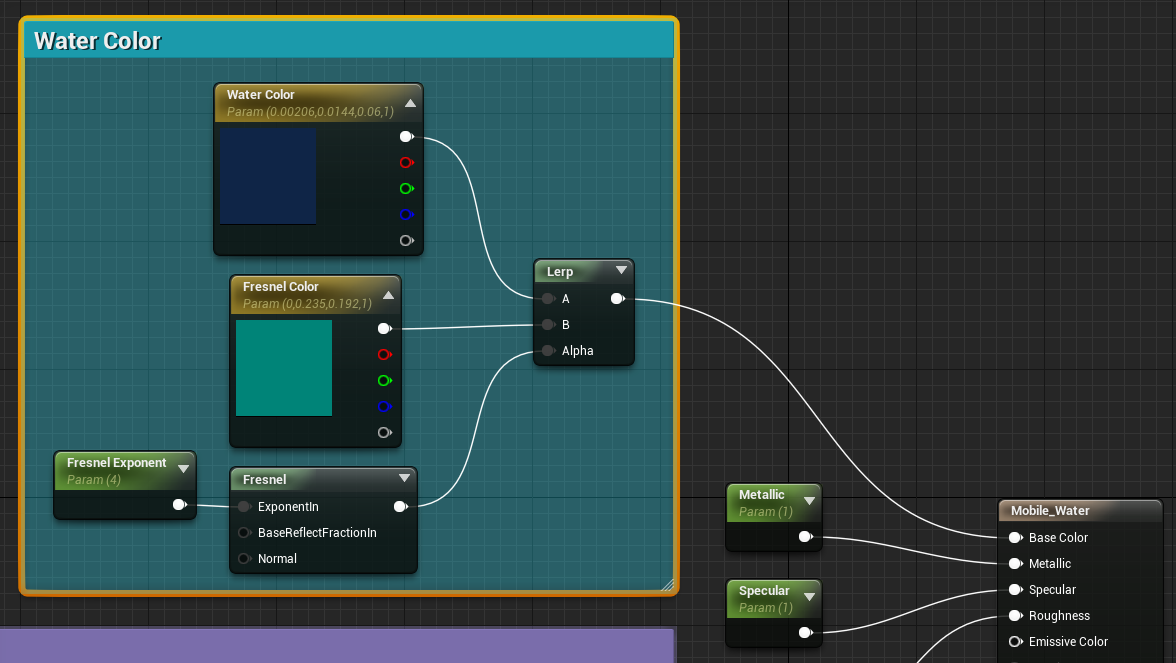 Water Color
Water Color
Param (0.00206,0.0144,0.06,1)
Fresnel Color
Param (0,0.235,0.192,1)
Lerp
A
B
Alpha
Fresnel Exponent
Param (4)
Fresnel
ExponentIn
BaseReflectFractionIn
Normal
Metallic
Param (1)
Specular
Param (1)
Mobile_Water
Base Color
Metallic
Specular
Roughness
Emissive Color